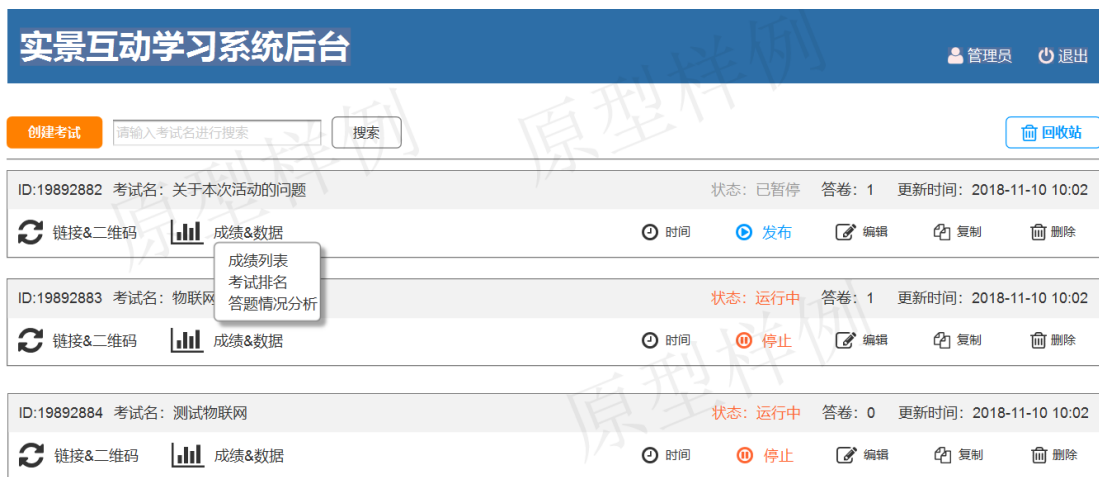 实景互动学习系统后台
管理员 退出
创建考试 请输入考试名进行搜索 搜索 回收站
ID:19892882 考试名：关于本次活动的问题 状态：已暂停 答卷：1 更新时间：2018-11-10 10:02
链接&二维码 成绩&数据 时间 发布 编辑 复制 删除
成绩列表
考试排名
答题情况分析
ID:19892883 考试名：物联网 状态：运行中 答卷：1 更新时间：2018-11-10 10:02
链接&二维码 成绩&数据 时间 停止 编辑 复制 删除
ID:19892884 考试名：测试物联网 状态：运行中 答卷：0 更新时间：2018-11-10 10:02
链接&二维码 成绩&数据 时间 停止 编辑 复制 删除
原型样例
原型样例
原型样例